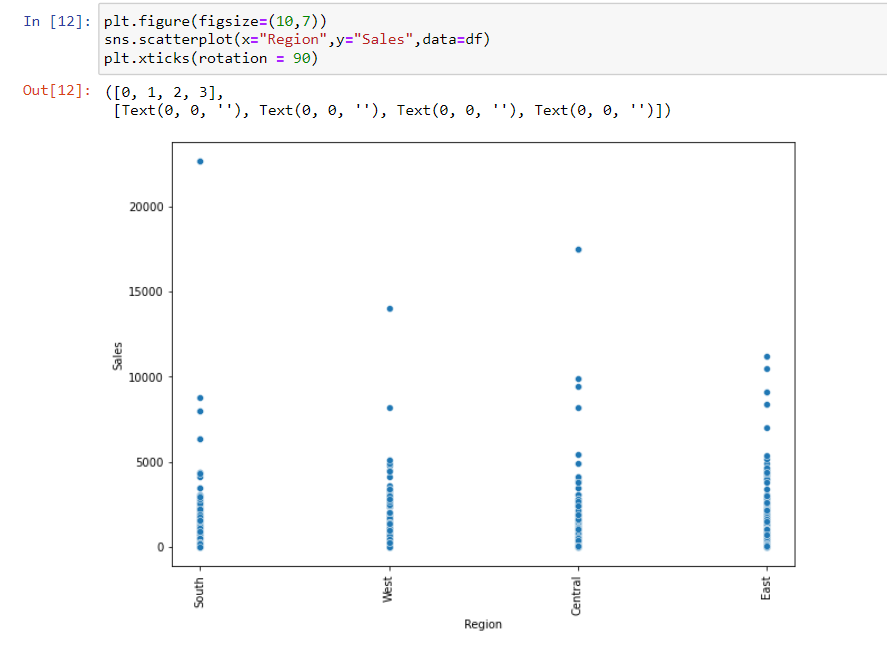 In [12]: plt.figure(figsize=(10,7))
sns.scatterplot(x="Region",y="Sales",data=df)
plt.xticks(rotation = 90)
Out[12]: ([0, 1, 2, 3],
[Text(0, 0, ''), Text(0, 0, ''), Text(0, 0, ''), Text(0, 0, '')])
20000
15000
10000
5000
0
Sales
South West Central East
Region